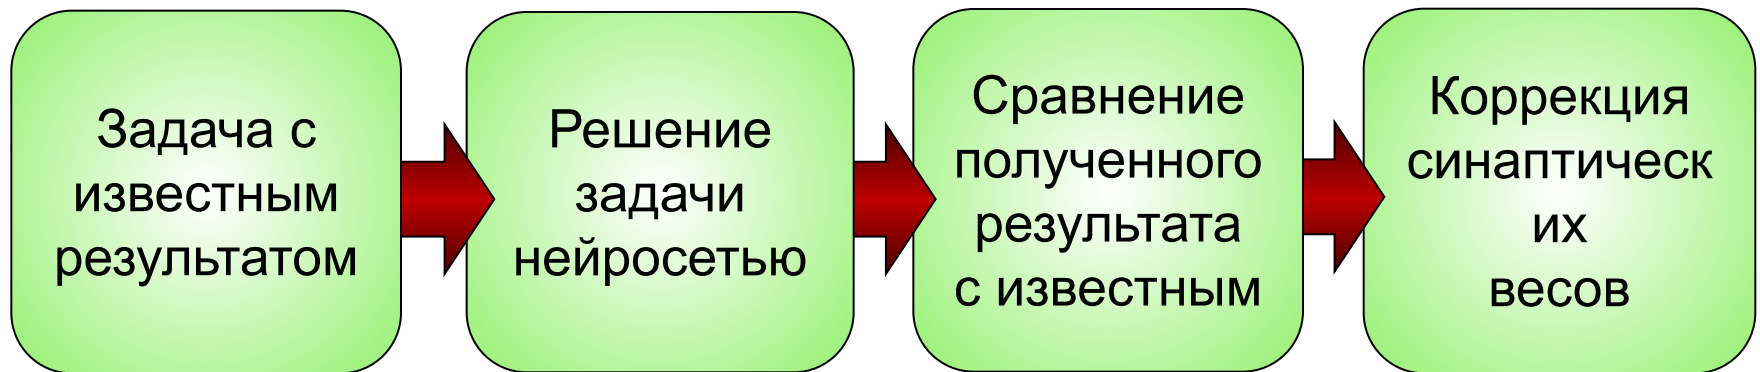 Задача с
известным
результатом
Решение
задачи
нейросетью
Сравнение
полученного
результата
с известным
Коррекция
синаптическ
их
весов